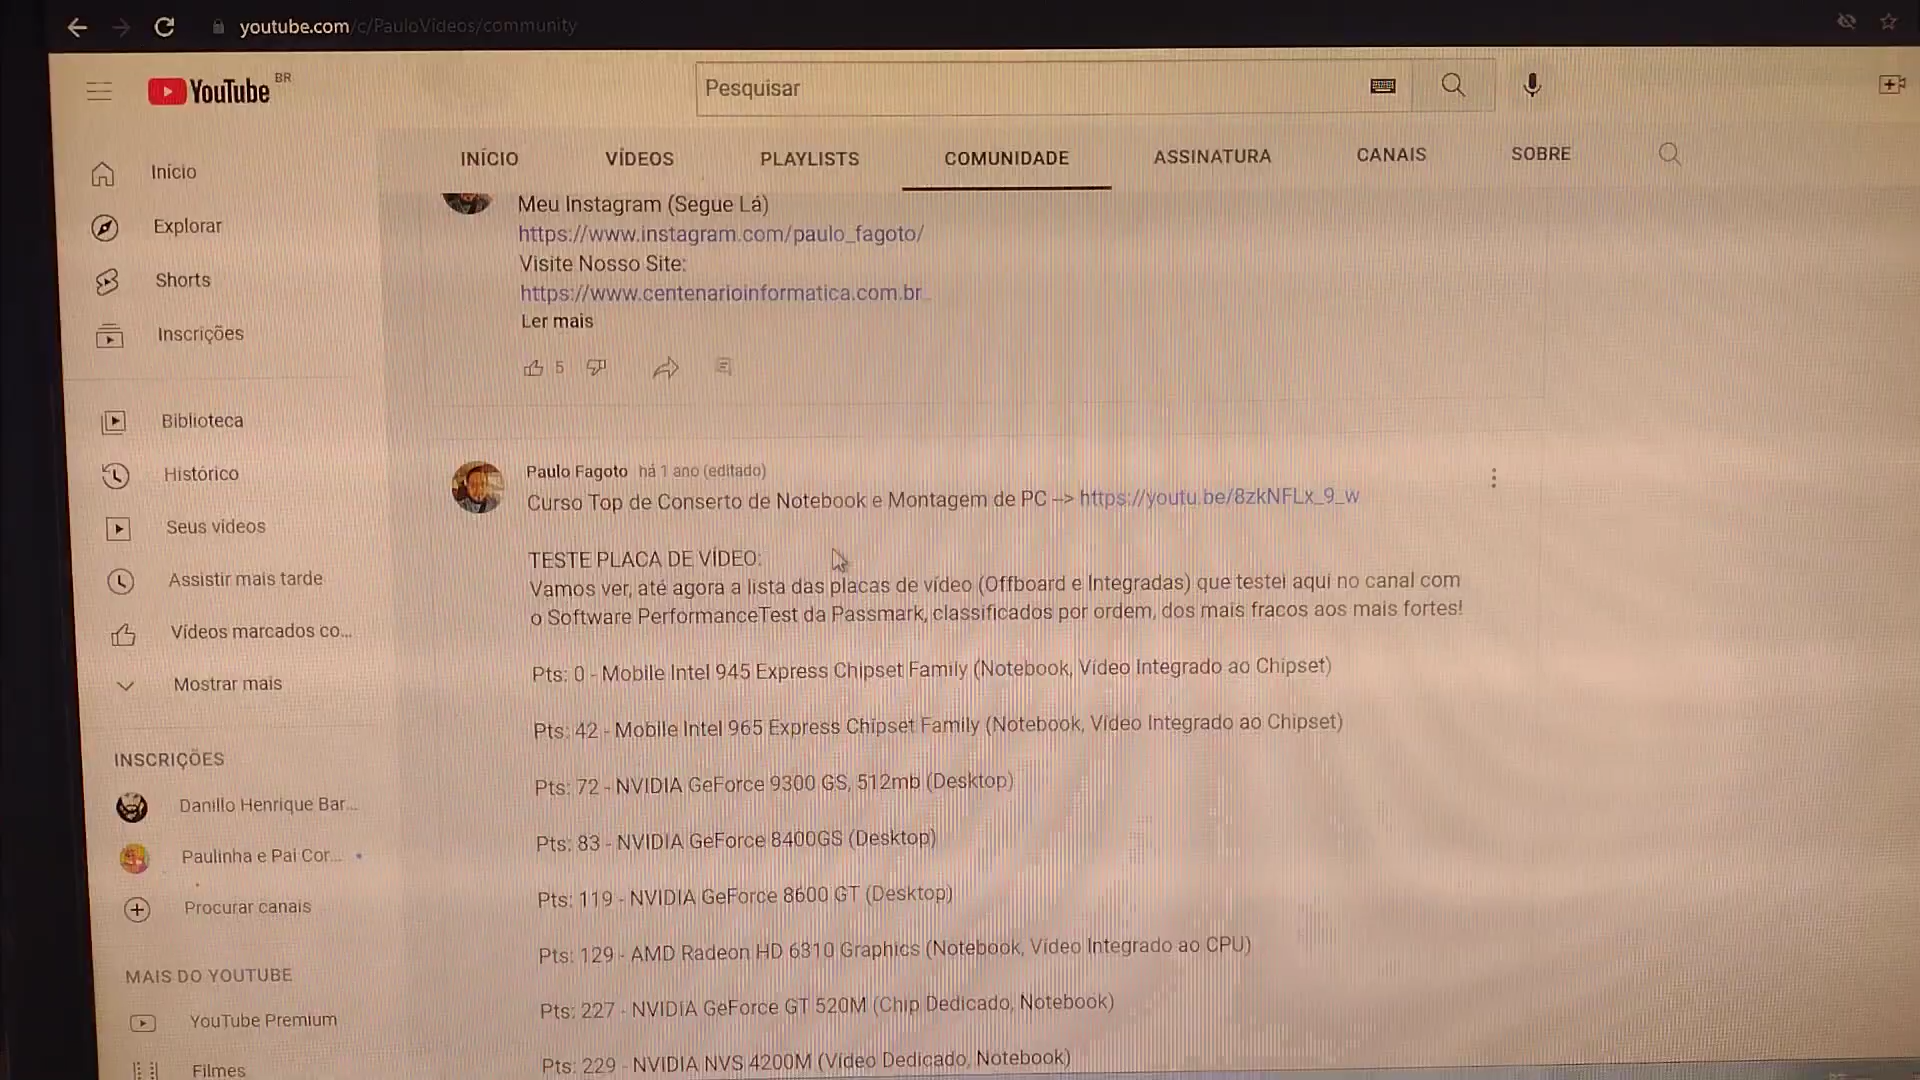 youtube.com/c/PauloVídeos/community
YouTube BR
Pesquisar
INÍCIO
VÍDEOS
PLAYLISTS
COMUNIDADE
ASSINATURA
CANAIS
SOBRE
Início
Explorar
Shorts
Inscrições
Biblioteca
Histórico
Seus vídeos
Assistir mais tarde
Vídeos marcados co...
Mostrar mais
INSCRIÇÕES
Danillo Henrique Bar...
Paulinha e Pai Cor...
Procurar canais
MAIS DO YOUTUBE
YouTube Premium
Filmes
Meu Instagram (Segue Lá)
https://www.instagram.com/paulo_fagoto/
Visite Nosso Site:
https://www.centenarioinformatica.com.br...
Ler mais
5
Paulo Fagoto há 1 ano (editado)
Curso Top de Conserto de Notebook e Montagem de PC --> https://youtu.be/8zkNFLx_9_w
TESTE PLACA DE VÍDEO:
Vamos ver, até agora a lista das placas de vídeo (Offboard e Integradas) que testei aqui no canal com
o Software PerformanceTest da Passmark, classificados por ordem, dos mais fracos aos mais fortes!
Pts: 0 - Mobile Intel 945 Express Chipset Family (Notebook, Vídeo Integrado ao Chipset)
Pts: 42 - Mobile Intel 965 Express Chipset Family (Notebook, Vídeo Integrado ao Chipset)
Pts: 72 - NVIDIA GeForce 9300 GS, 512mb (Desktop)
Pts: 83 - NVIDIA GeForce 8400GS (Desktop)
Pts: 119 - NVIDIA GeForce 8600 GT (Desktop)
Pts: 129 - AMD Radeon HD 6310 Graphics (Notebook, Vídeo Integrado ao CPU)
Pts: 227 - NVIDIA GeForce GT 520M (Chip Dedicado, Notebook)
Pts: 229 - NVIDIA NVS 4200M (Vídeo Dedicado, Notebook)